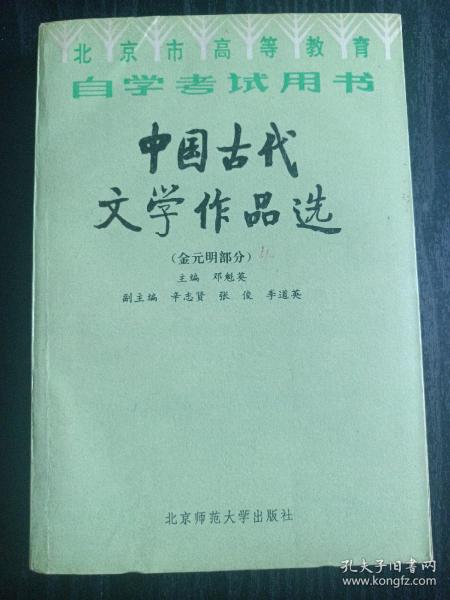 北京市高等教育
自学考试用书
中国古代
文学作品选
(金元明部分)
主编 邓魁英
副主编 辛志贤 张俊 李道英
北京师范大学出版社
孔夫子旧书网
www.kongfz.com